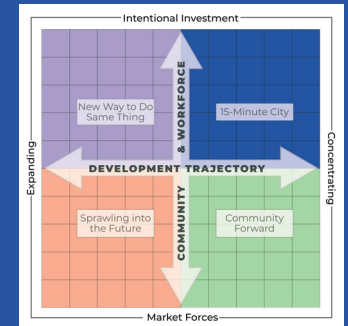 Intentional Investment
New Way to Do
Same Thing
15-Minute City
COMMUNITY & WORKFORCE
Expanding
DEVELOPMENT TRAJECTORY
Concentrating
Sprawling into
the Future
Community
Forward
Market Forces